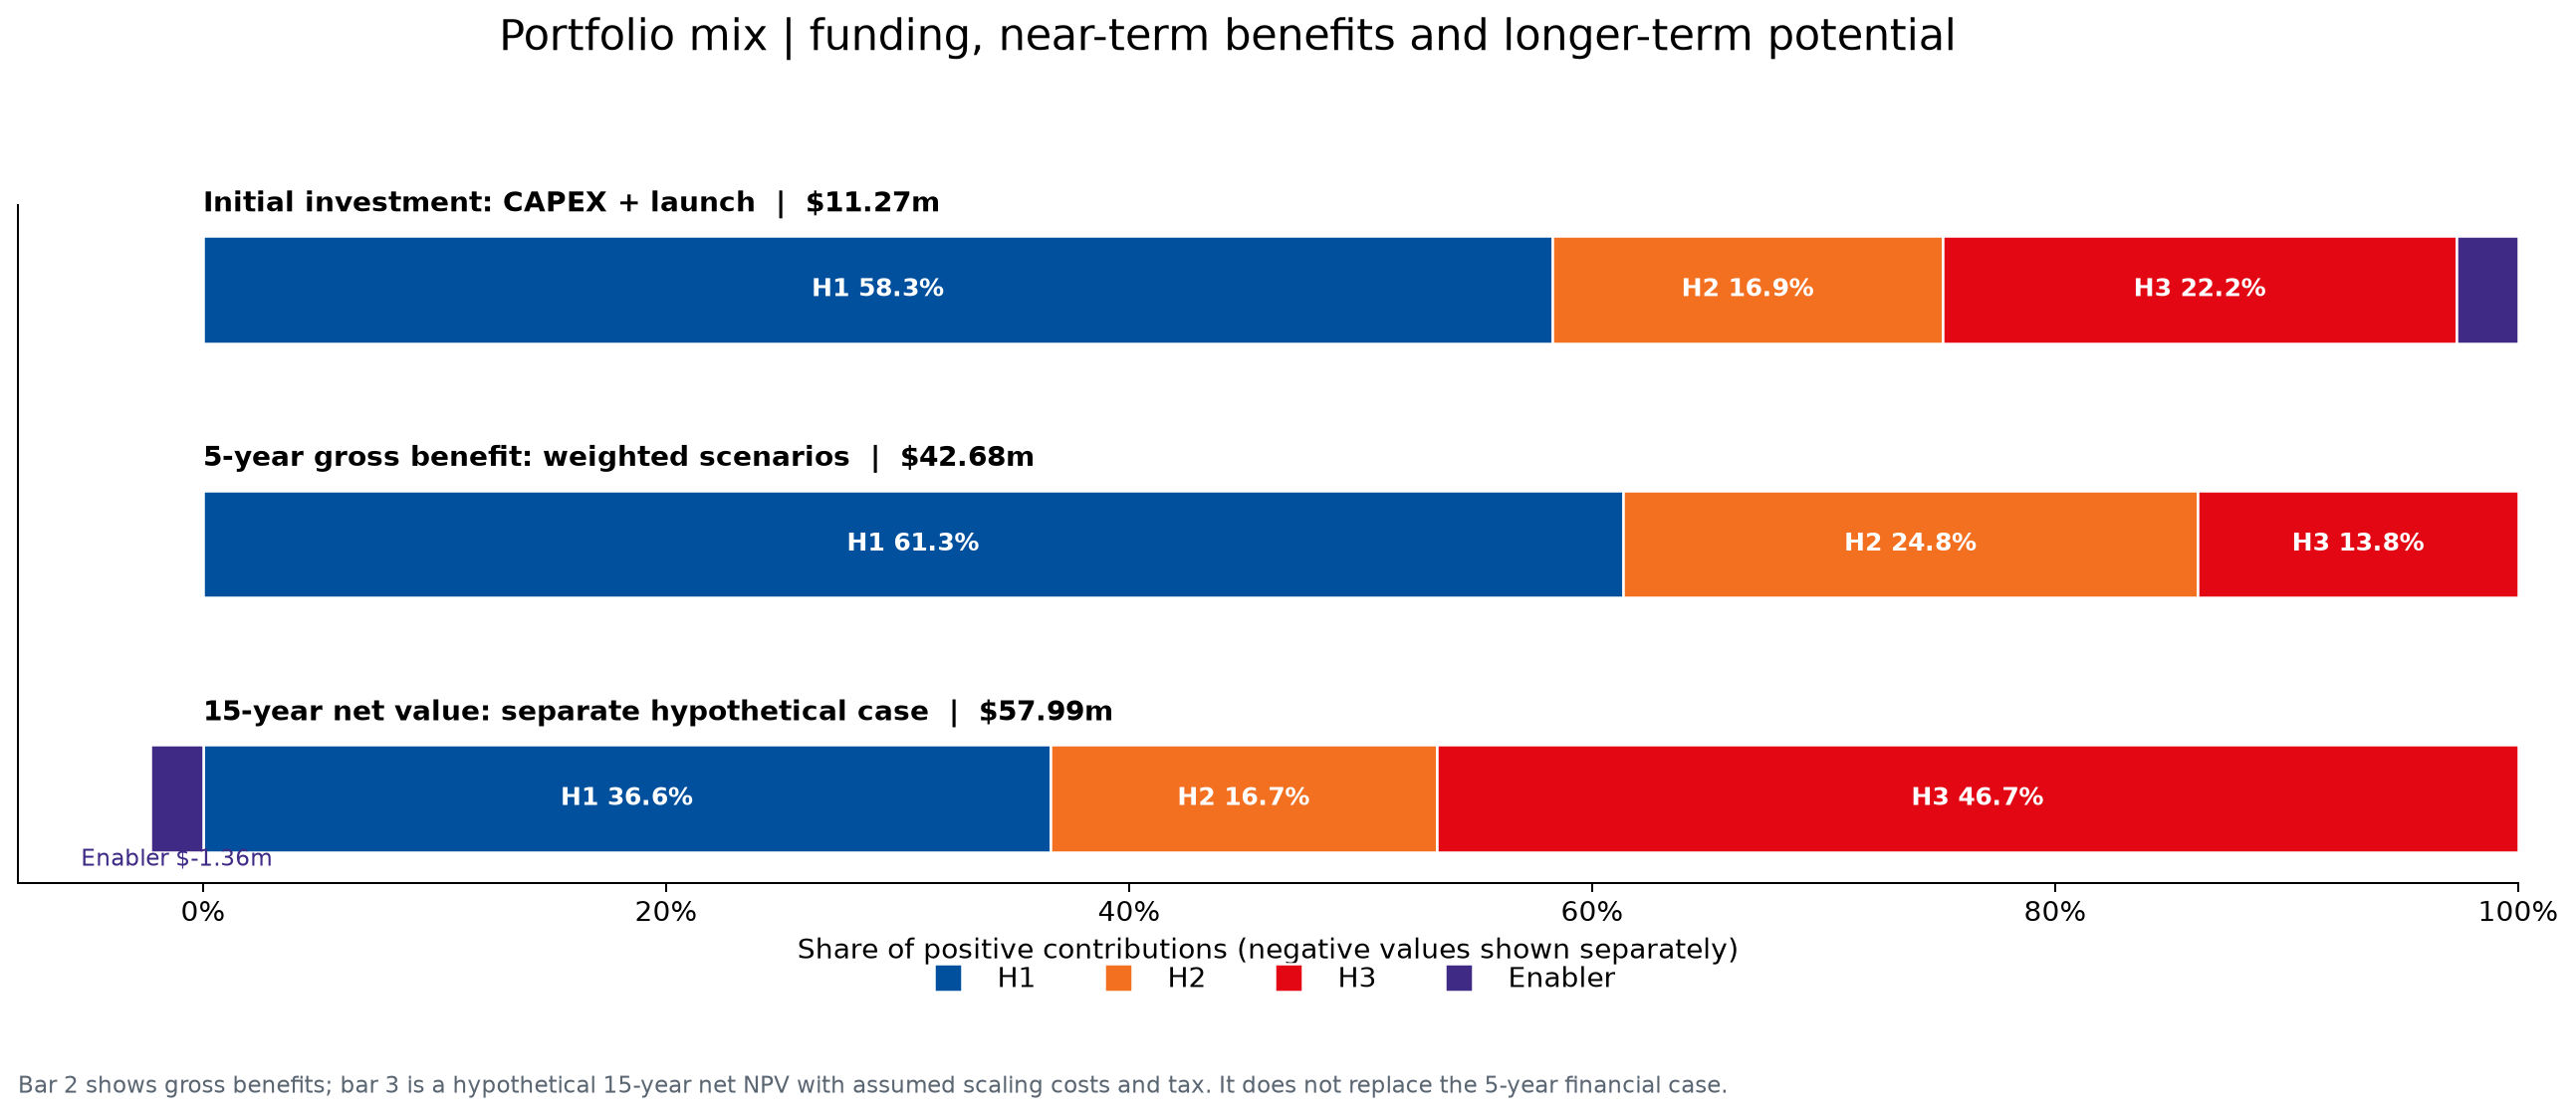 Portfolio mix | funding, near-term benefits and longer-term potential
Initial investment: CAPEX + launch | $11.27m
H1 58.3%
H2 16.9%
H3 22.2%
5-year gross benefit: weighted scenarios | $42.68m
H1 61.3%
H2 24.8%
H3 13.8%
15-year net value: separate hypothetical case | $57.99m
H1 36.6%
H2 16.7%
H3 46.7%
Enabler $-1.36m
0%
20%
40%
60%
80%
100%
Share of positive contributions (negative values shown separately)
H1
H2
H3
Enabler
Bar 2 shows gross benefits; bar 3 is a hypothetical 15-year net NPV with assumed scaling costs and tax. It does not replace the 5-year financial case.